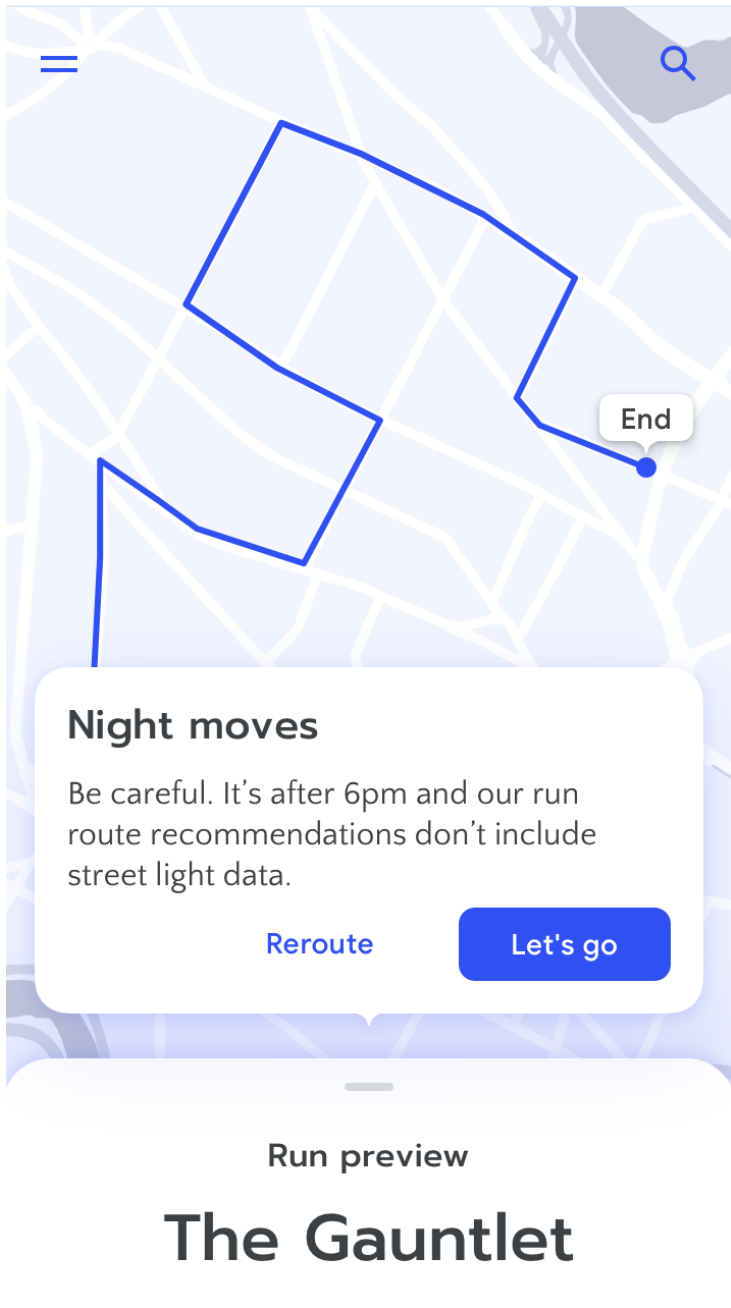 End
Night moves
Be careful. It’s after 6pm and our run
route recommendations don’t include
street light data.
Reroute
Let's go
Run preview
The Gauntlet